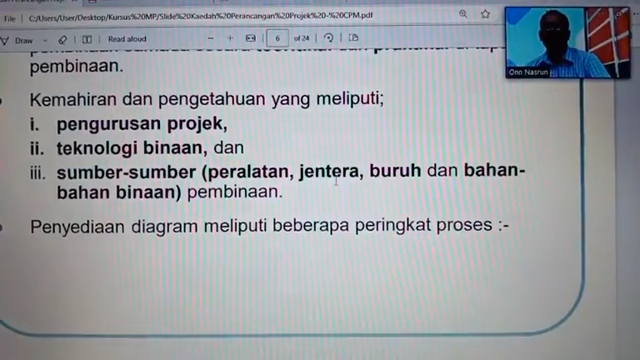 File C:/Users/User/Desktop/Kursus%20MP/Slide%20Kaedah%20Perancangan%20Projek%20-%20CPM.pdf
Draw Read aloud 6 of 24
pembinaan.
Kemahiran dan pengetahuan yang meliputi;
i. pengurusan projek,
ii. teknologi binaan, dan
iii. sumber-sumber (peralatan, jentera, buruh dan bahan-
bahan binaan) pembinaan.
Penyediaan diagram meliputi beberapa peringkat proses :-
Onn Nasrun